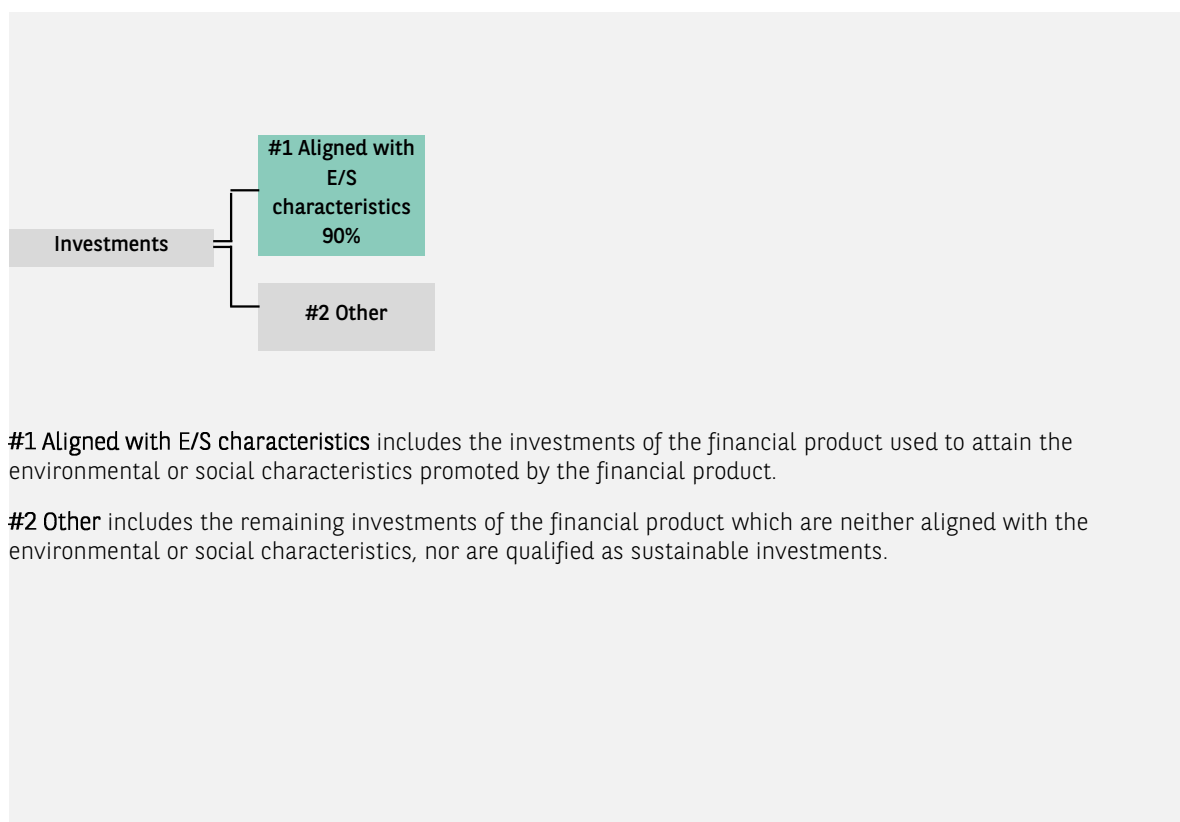 #1 Aligned with
E/S
characteristics
90%
Investments
#2 Other
#1 Aligned with E/S characteristics includes the investments of the financial product used to attain the
environmental or social characteristics promoted by the financial product.
#2 Other includes the remaining investments of the financial product which are neither aligned with the
environmental or social characteristics, nor are qualified as sustainable investments.